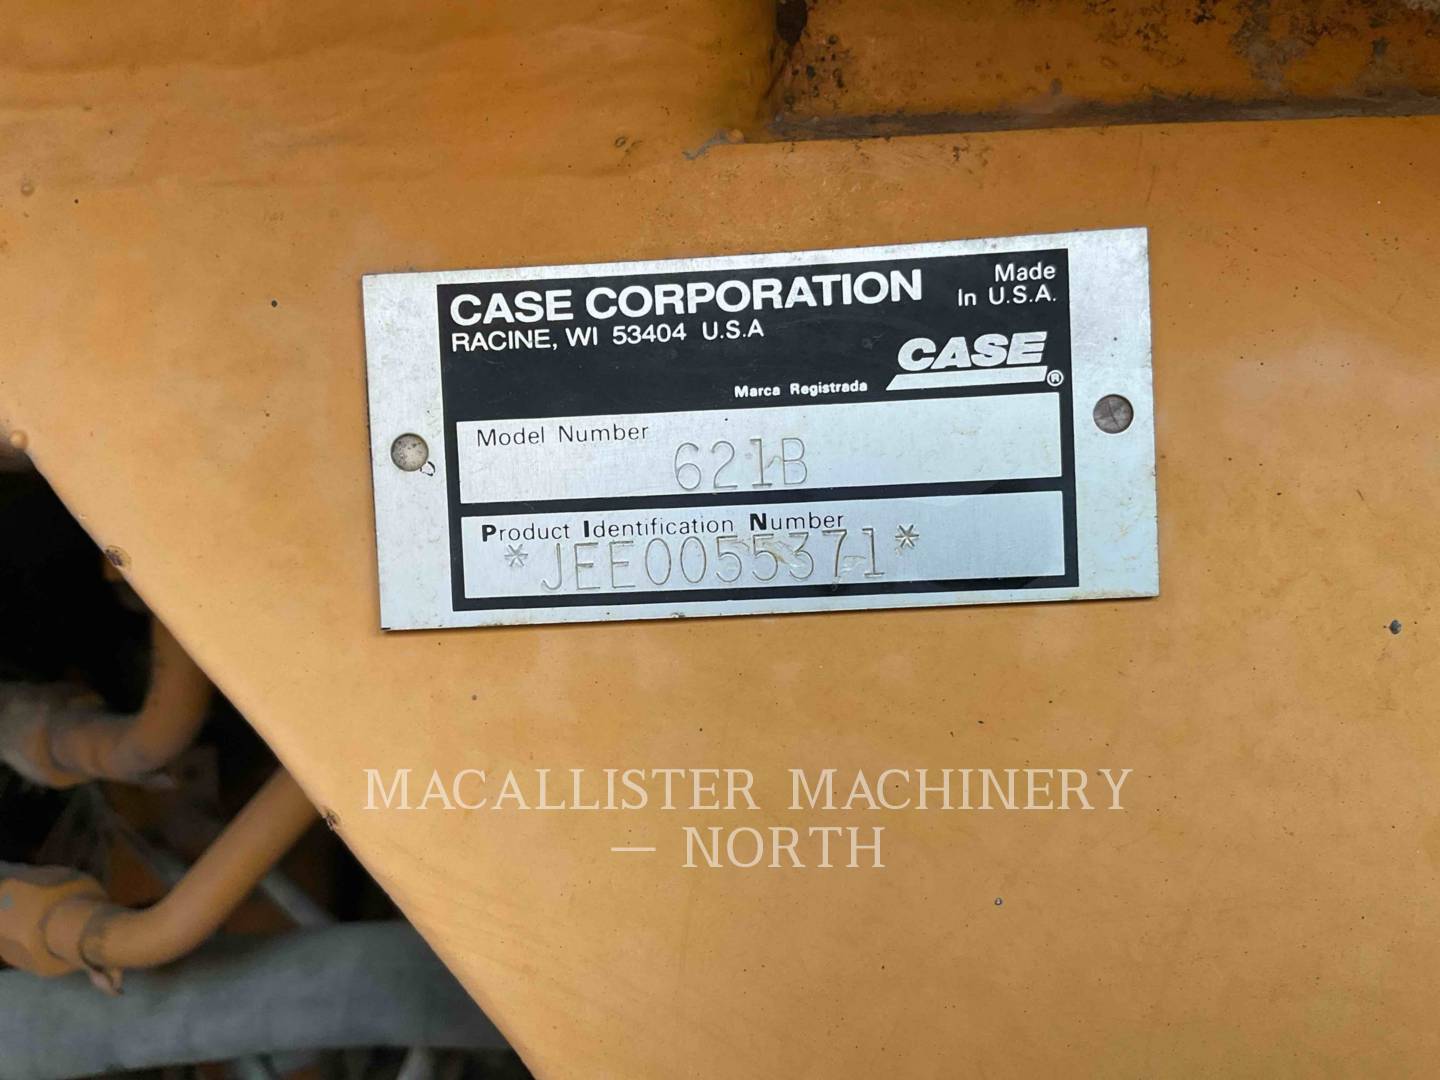 CASE CORPORATION
Made
In U.S.A.
RACINE, WI 53404 U.S.A
CASE
®
Marca Registrada
Model Number
621B
Product Identification Number
*JEE0055371*
MACALLISTER MACHINERY
— NORTH